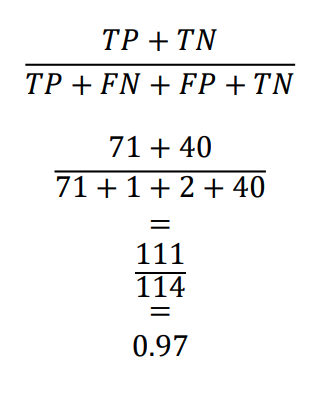 TP + TN
TP + FN + FP + TN
71 + 40
71 + 1 + 2 + 40
=
111
114
=
0.97